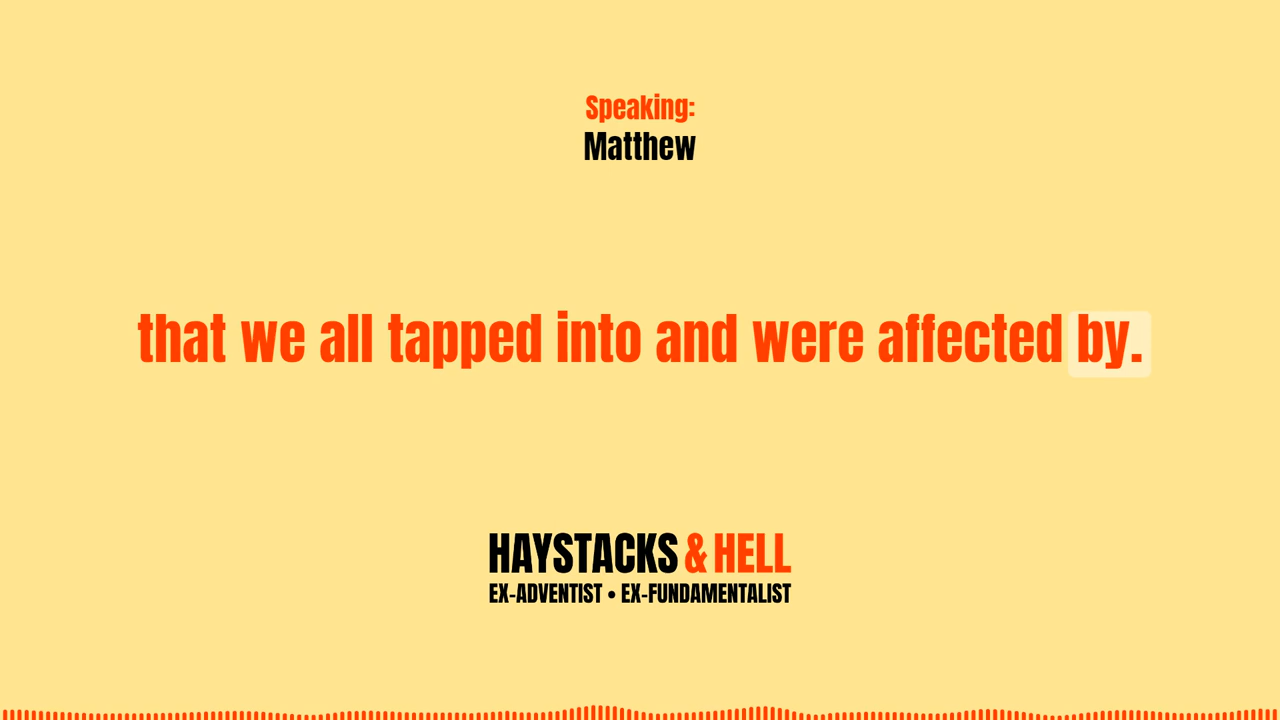 Speaking:
Matthew
that we all tapped into and were affected by.
HAYSTACKS & HELL
EX-ADVENTIST • EX-FUNDAMENTALIST